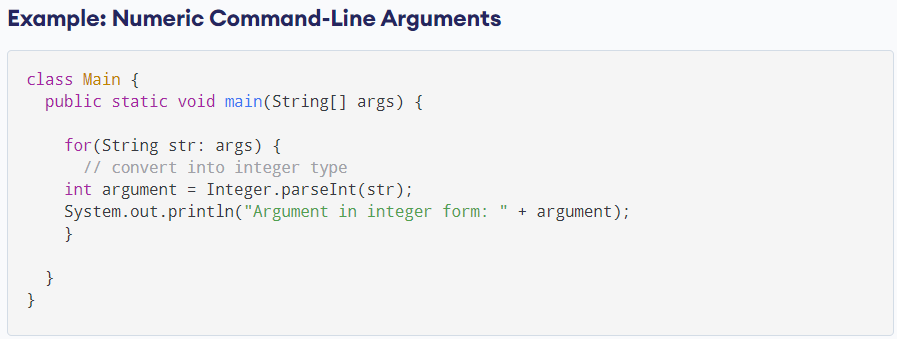 Example: Numeric Command-Line Arguments
class Main {
  public static void main(String[] args) {

    for(String str: args) {
      // convert into integer type
    int argument = Integer.parseInt(str);
    System.out.println("Argument in integer form: " + argument);
    }

  }
}